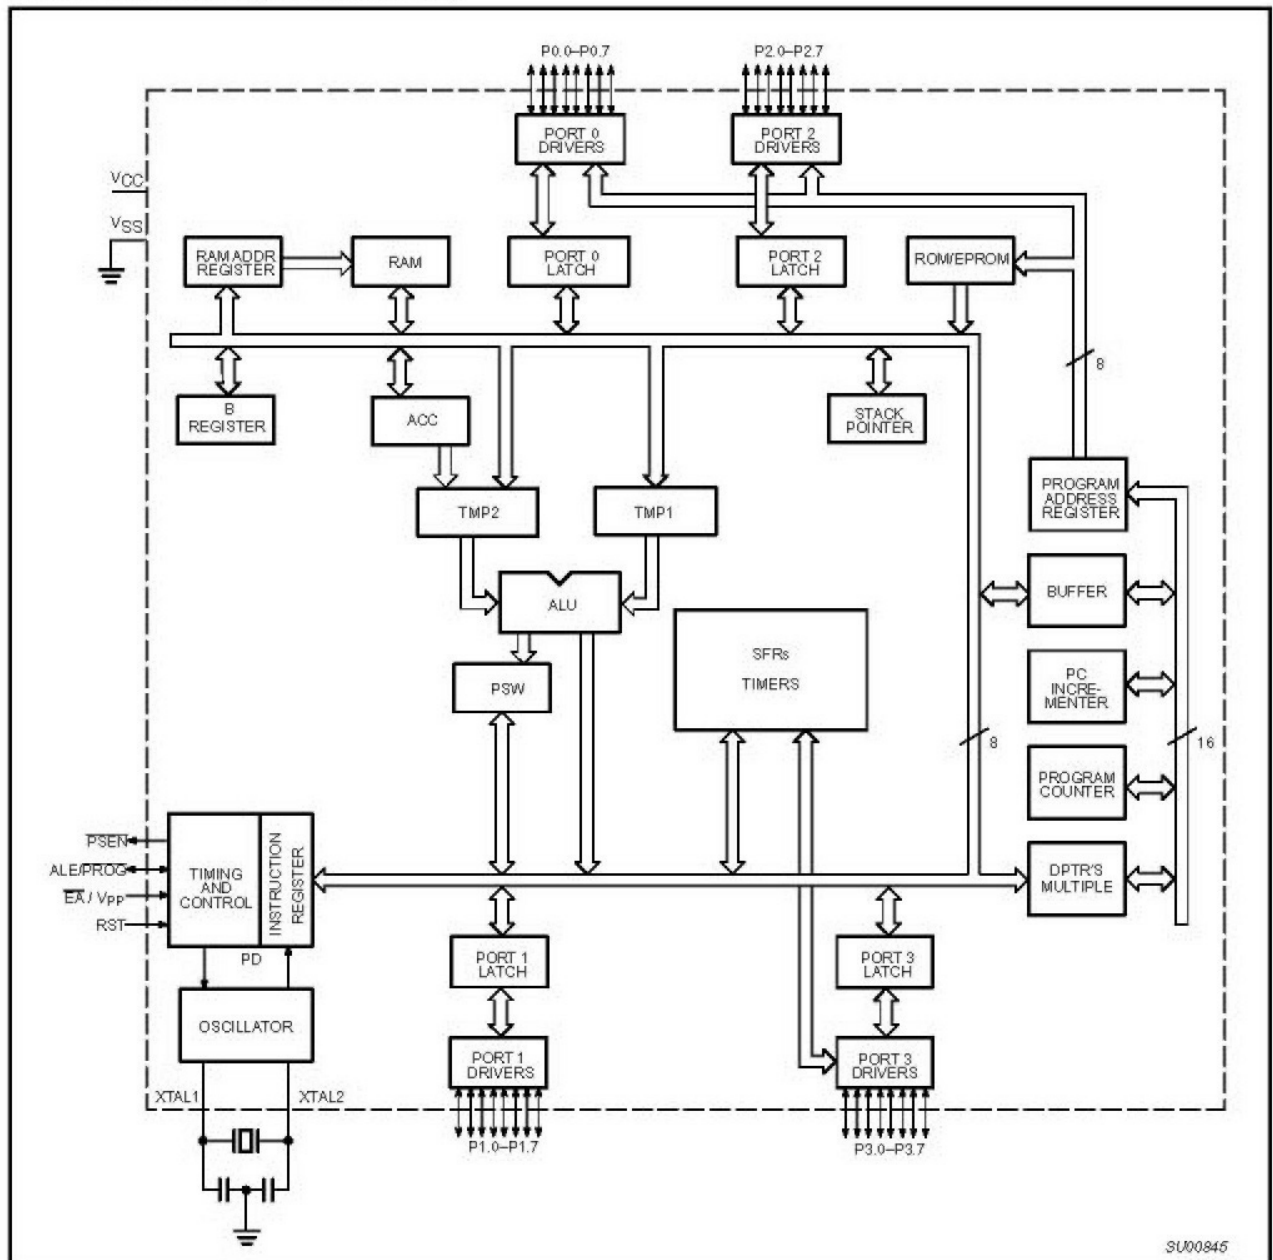 P0.0–P0.7
P2.0–P2.7
PORT 0
DRIVERS
PORT 2
DRIVERS
VCC
VSS
RAM ADDR
REGISTER
RAM
PORT 0
LATCH
PORT 2
LATCH
ROM/EPROM
8
B
REGISTER
ACC
STACK
POINTER
TMP2
TMP1
PROGRAM
ADDRESS
REGISTER
ALU
BUFFER
SFRs
TIMERS
PSW
PC
INCRE-
MENTER
8
16
PROGRAM
COUNTER
PSEN
ALE/PROG
EA / VPP
RST
TIMING
AND
CONTROL
INSTRUCTION
REGISTER
DPTR'S
MULTIPLE
PD
PORT 1
LATCH
PORT 3
LATCH
OSCILLATOR
PORT 1
DRIVERS
PORT 3
DRIVERS
XTAL1
XTAL2
P1.0–P1.7
P3.0–P3.7
SU00845